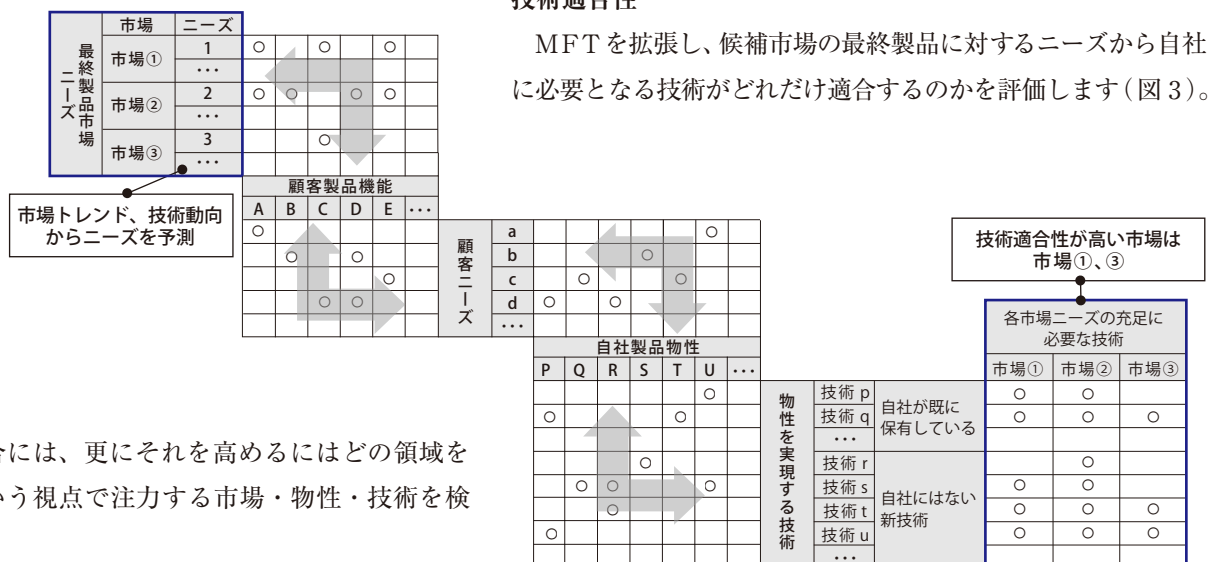 技術適合性
MFTを拡張し、候補市場の最終製品に対するニーズから自社
に必要となる技術がどれだけ適合するのかを評価します(図3)。
最終製品市場
ニーズ
市場 ニーズ
市場① 1 ○ ○ ○
…
市場② 2 ○ ○ ○ ○
…
市場③ 3 ○
…
市場トレンド、技術動向
からニーズを予測
顧客製品機能
A B C D E …
○
○ ○
○
○ ○
顧客ニーズ
a ○
b ○
c ○ ○
d ○ ○
…
自社製品物性
P Q R S T U …
○
○ ○
○
○ ○ ○
○
○
物性を実現する技術
技術適合性が高い市場は
市場①、③
各市場ニーズの充足に
必要な技術
市場① 市場② 市場③
自社が既に
保有している
技術 p ○ ○
技術 q ○ ○ ○
…
自社にはない
新技術
技術 r ○
技術 s ○ ○
技術 t ○ ○ ○
技術 u ○ ○ ○
…
には、更にそれを高めるにはどの領域を
いう視点で注力する市場・物性・技術を検